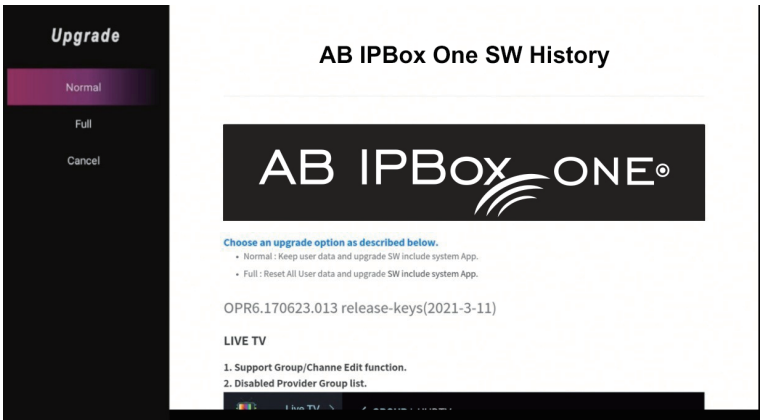 Upgrade
Normal
Full
Cancel
AB IPBox One SW History
AB IPBox ONE
Choose an upgrade option as described below.
• Normal : Keep user data and upgrade SW include system App.
• Full : Reset All User data and upgrade SW include system App.
OPR6.170623.013 release-keys(2021-3-11)
LIVE TV
1. Support Group/Channe Edit function.
2. Disabled Provider Group list.
Live TV >